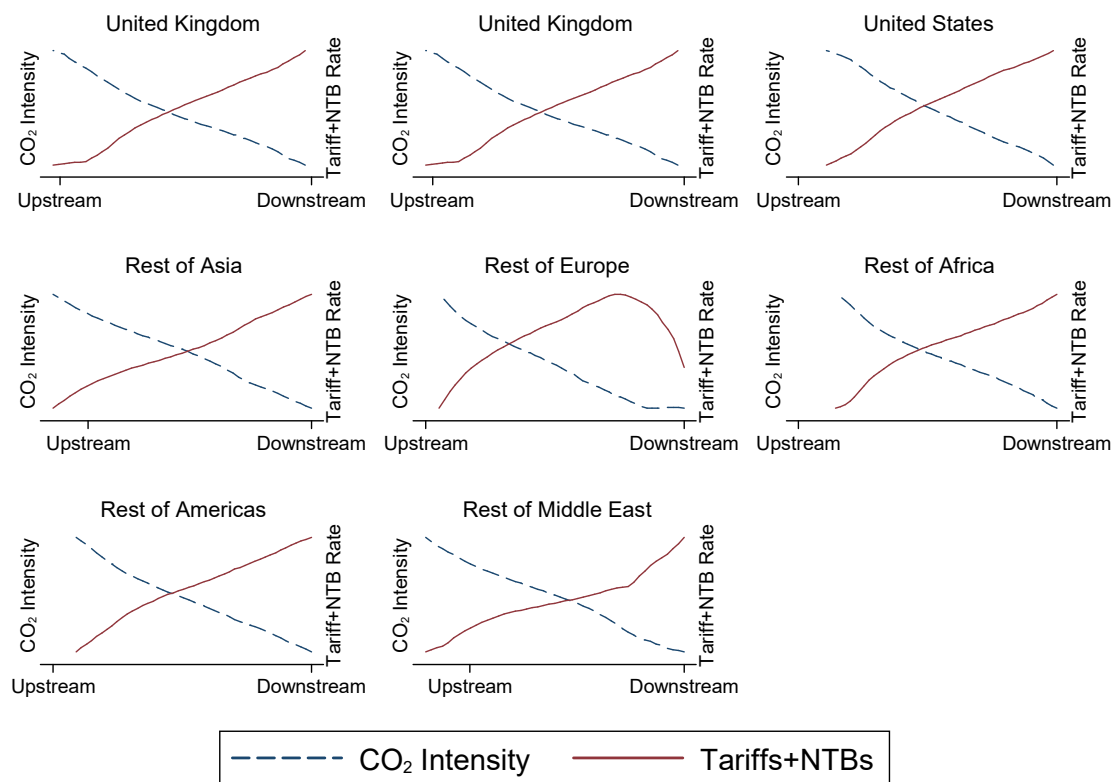 United Kingdom
CO₂ Intensity
Tariff+NTB Rate
Upstream Downstream
United Kingdom
CO₂ Intensity
Tariff+NTB Rate
Upstream Downstream
United States
CO₂ Intensity
Tariff+NTB Rate
Upstream Downstream
Rest of Asia
CO₂ Intensity
Tariff+NTB Rate
Upstream Downstream
Rest of Europe
CO₂ Intensity
Tariff+NTB Rate
Upstream Downstream
Rest of Africa
CO₂ Intensity
Tariff+NTB Rate
Upstream Downstream
Rest of Americas
CO₂ Intensity
Tariff+NTB Rate
Upstream Downstream
Rest of Middle East
CO₂ Intensity
Tariff+NTB Rate
Upstream Downstream
CO₂ Intensity Tariffs+NTBs